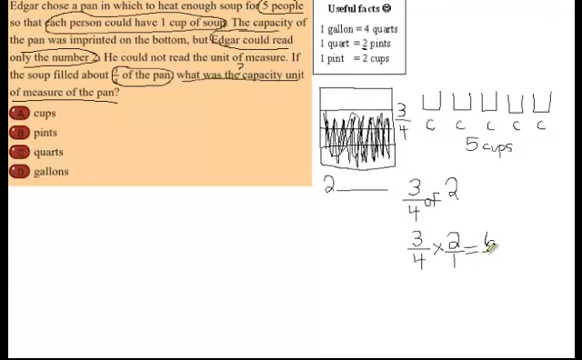 Edgar chose a pan in which to heat enough soup for 5 people
so that each person could have 1 cup of soup. The capacity
of the pan was imprinted on the bottom, but Edgar could read
only the number 2. He could not read the unit of measure. If
?
the soup filled about 3/4 of the pan, what was the capacity unit
of measure of the pan?
A cups
B pints
C quarts
D gallons
Useful facts ☺
1 gallon = 4 quarts
1 quart = 2 pints
1 pint = 2 cups
3/4
C C C C C
5 cups
2 ____ 3/4 of 2
3/4 × 2/1 = 6